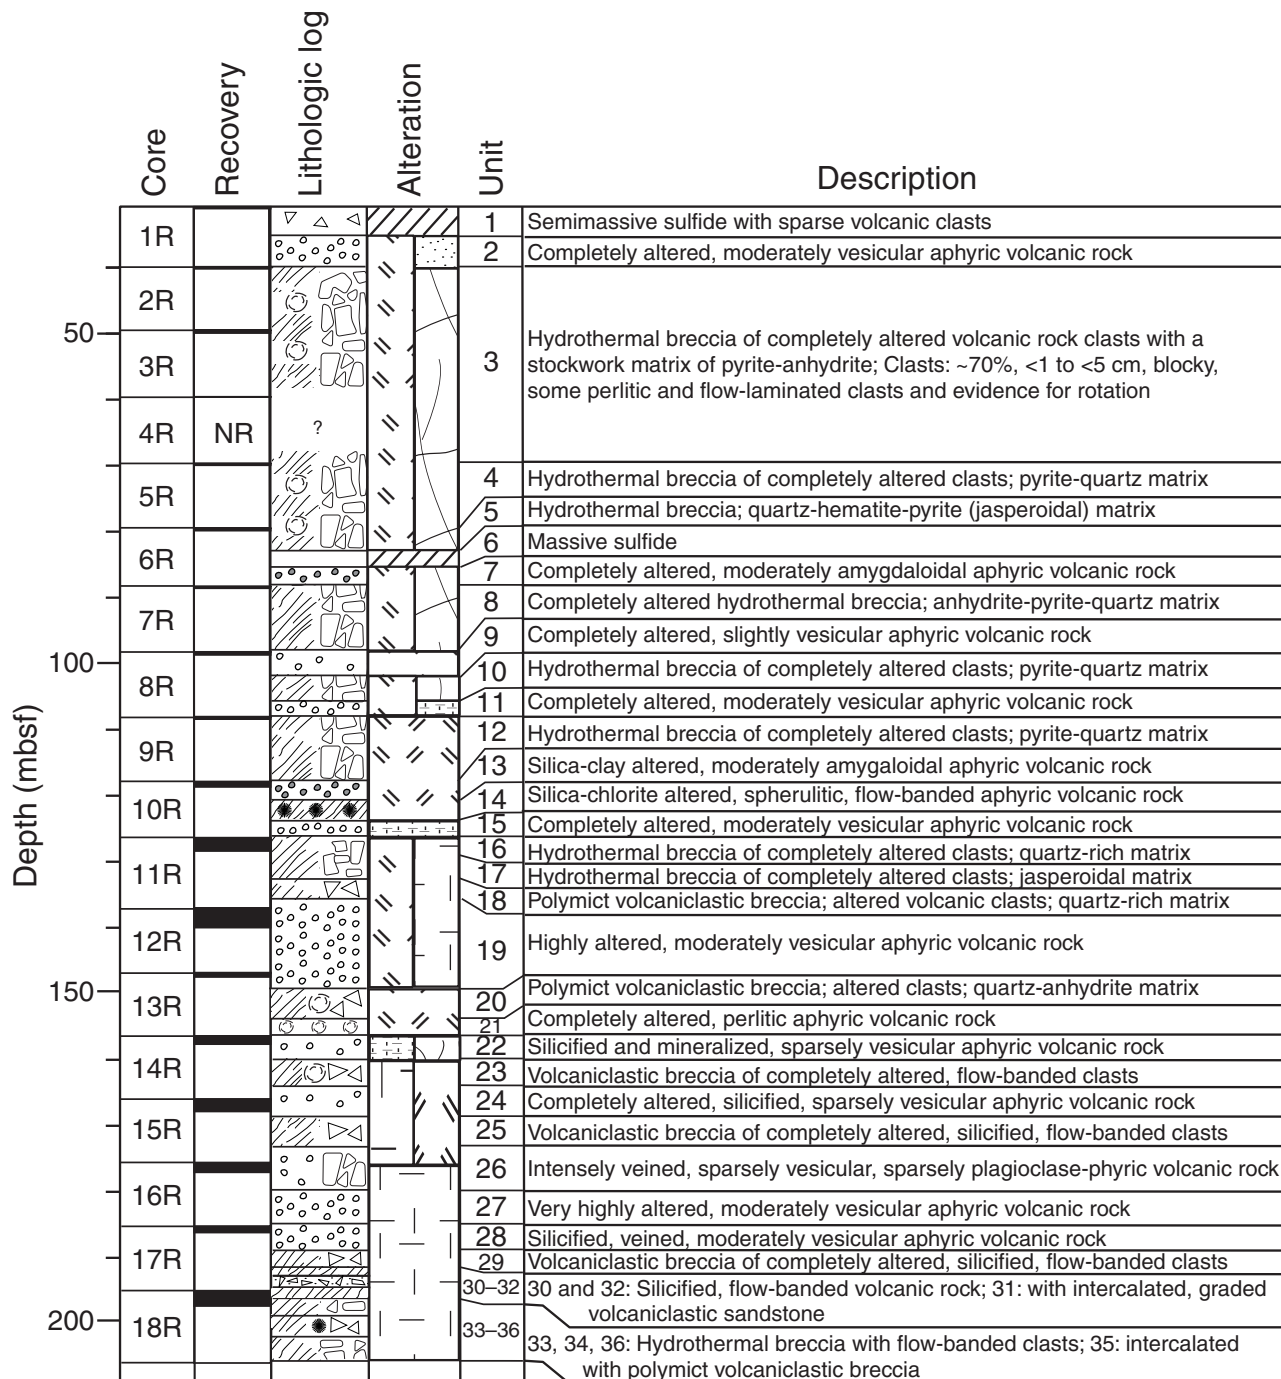 Core
Recovery
Lithologic log
Alteration
Unit
Description
Depth (mbsf)
50
100
150
200
1R
2R
3R
4R
5R
6R
7R
8R
9R
10R
11R
12R
13R
14R
15R
16R
17R
18R
NR
?
1 Semimassive sulfide with sparse volcanic clasts
2 Completely altered, moderately vesicular aphyric volcanic rock
3 Hydrothermal breccia of completely altered volcanic rock clasts with a
stockwork matrix of pyrite-anhydrite; Clasts: ~70%, <1 to <5 cm, blocky,
some perlitic and flow-laminated clasts and evidence for rotation
4 Hydrothermal breccia of completely altered clasts; pyrite-quartz matrix
5 Hydrothermal breccia; quartz-hematite-pyrite (jasperoidal) matrix
6 Massive sulfide
7 Completely altered, moderately amygdaloidal aphyric volcanic rock
8 Completely altered hydrothermal breccia; anhydrite-pyrite-quartz matrix
9 Completely altered, slightly vesicular aphyric volcanic rock
10 Hydrothermal breccia of completely altered clasts; pyrite-quartz matrix
11 Completely altered, moderately vesicular aphyric volcanic rock
12 Hydrothermal breccia of completely altered clasts; pyrite-quartz matrix
13 Silica-clay altered, moderately amygaloidal aphyric volcanic rock
14 Silica-chlorite altered, spherulitic, flow-banded aphyric volcanic rock
15 Completely altered, moderately vesicular aphyric volcanic rock
16 Hydrothermal breccia of completely altered clasts; quartz-rich matrix
17 Hydrothermal breccia of completely altered clasts; jasperoidal matrix
18 Polymict volcaniclastic breccia; altered volcanic clasts; quartz-rich matrix
19 Highly altered, moderately vesicular aphyric volcanic rock
20 Polymict volcaniclastic breccia; altered clasts; quartz-anhydrite matrix
21 Completely altered, perlitic aphyric volcanic rock
22 Silicified and mineralized, sparsely vesicular aphyric volcanic rock
23 Volcaniclastic breccia of completely altered, flow-banded clasts
24 Completely altered, silicified, sparsely vesicular aphyric volcanic rock
25 Volcaniclastic breccia of completely altered, silicified, flow-banded clasts
26 Intensely veined, sparsely vesicular, sparsely plagioclase-phyric volcanic rock
27 Very highly altered, moderately vesicular aphyric volcanic rock
28 Silicified, veined, moderately vesicular aphyric volcanic rock
29 Volcaniclastic breccia of completely altered, silicified, flow-banded clasts
30–32 30 and 32: Silicified, flow-banded volcanic rock; 31: with intercalated, graded
volcaniclastic sandstone
33–36 33, 34, 36: Hydrothermal breccia with flow-banded clasts; 35: intercalated
with polymict volcaniclastic breccia